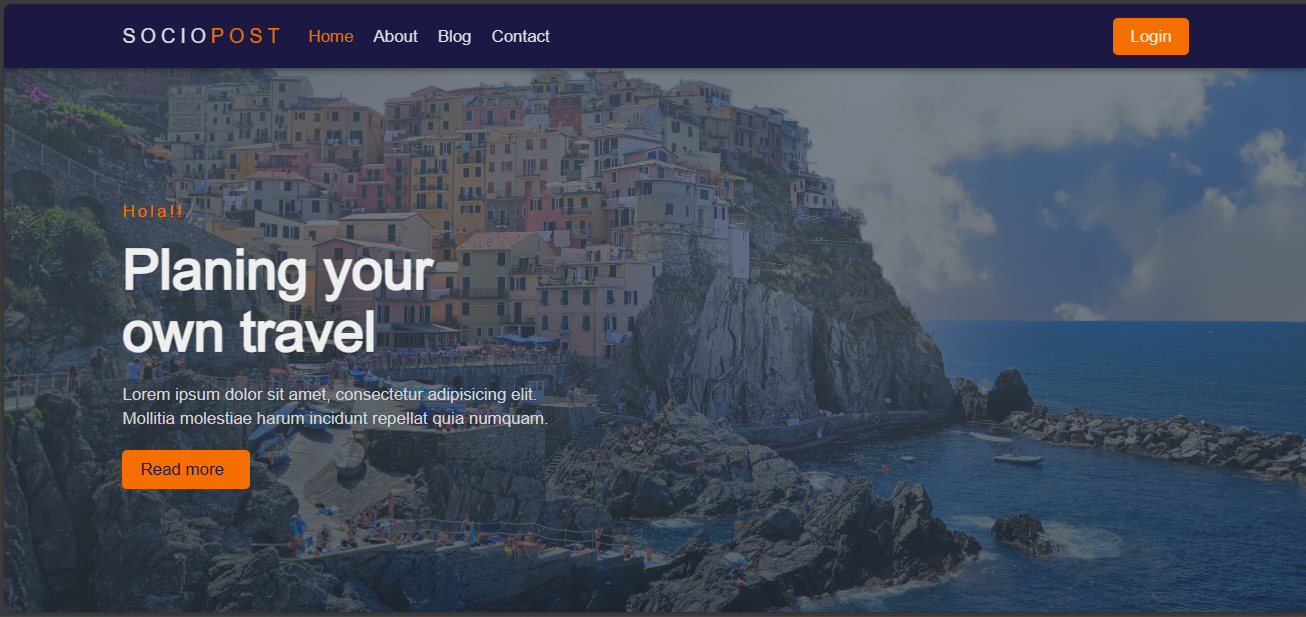 SOCIOPOST Home About Blog Contact Login
Hola!!
Planing your
own travel
Lorem ipsum dolor sit amet, consectetur adipisicing elit.
Mollitia molestiae harum incidunt repellat quia numquam.
Read more